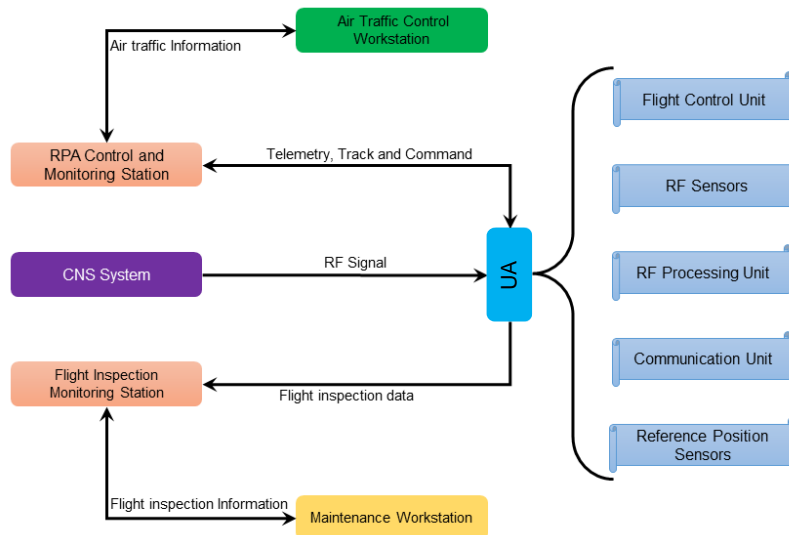 Air Traffic Control
Workstation
Air traffic Information
Flight Control Unit
RPA Control and
Monitoring Station
Telemetry, Track and Command
RF Sensors
CNS System
RF Signal
UA
RF Processing Unit
Flight Inspection
Monitoring Station
Flight inspection data
Communication Unit
Reference Position
Sensors
Flight inspection Information
Maintenance Workstation